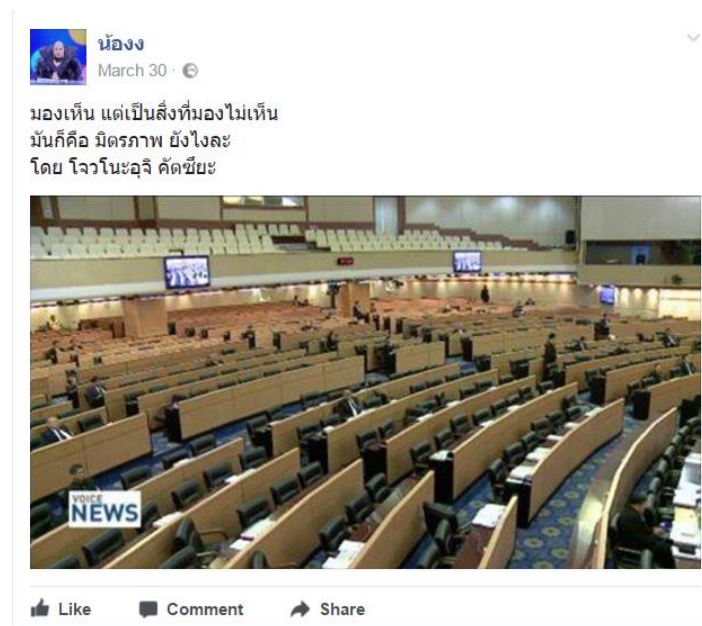 น้องง
March 30
มองเห็น แต่เป็นสิ่งที่มองไม่เห็น
มันก็คือ มิตรภาพ ยังไงละ
โดย โจวโนะอุจิ คัตซึยะ
VOICE
NEWS
Like Comment Share